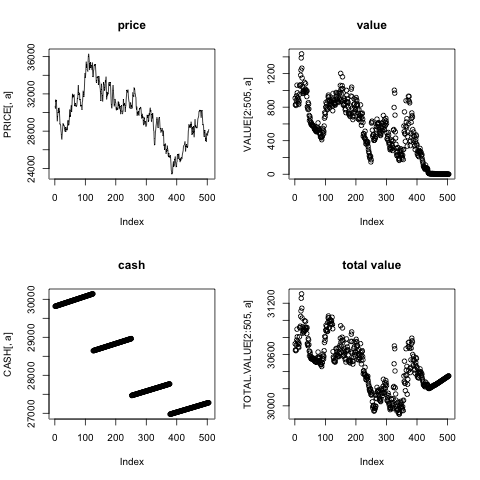 price
PRICE[, a]
24000 28000 32000 36000
0 100 200 300 400 500
Index
value
VALUE[2:505, a]
0 400 800 1400
0 100 200 300 400 500
Index
cash
CASH[, a]
27000 28000 29000 30000
0 100 200 300 400 500
Index
total value
TOTAL.VALUE[2:505, a]
30000 30600 31200
0 100 200 300 400 500
Index